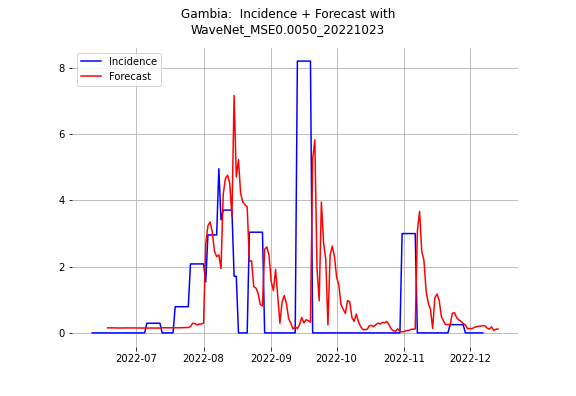 Gambia:  Incidence + Forecast with
WaveNet_MSE0.0050_20221023
Incidence
Forecast
8
6
4
2
0
2022-07 2022-08 2022-09 2022-10 2022-11 2022-12